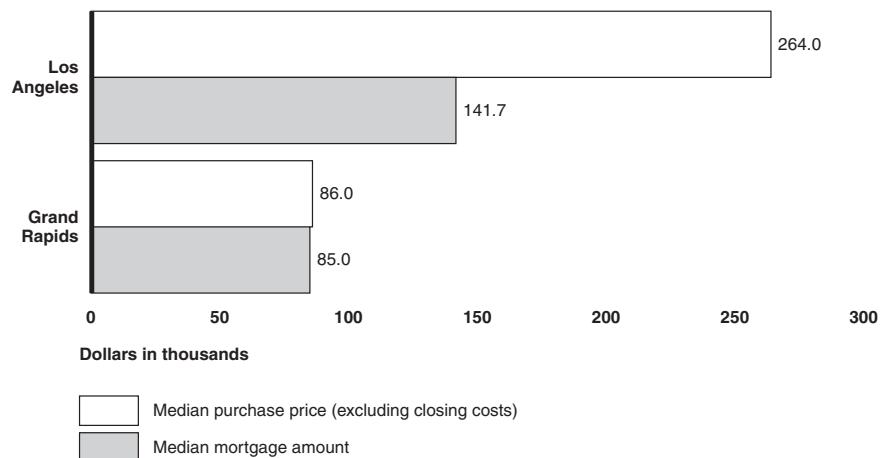 264.0
Los
Angeles
141.7
86.0
Grand
Rapids
85.0
0 50 100 150 200 250 300
Dollars in thousands
Median purchase price (excluding closing costs)
Median mortgage amount